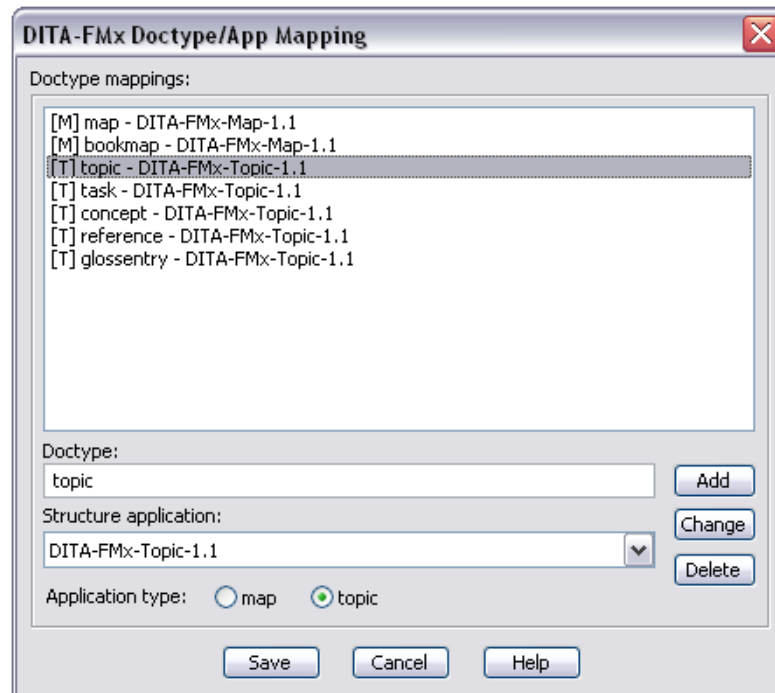 DITA-FMx Doctype/App Mapping
Doctype mappings:
[M] map - DITA-FMx-Map-1.1
[M] bookmap - DITA-FMx-Map-1.1
[T] topic - DITA-FMx-Topic-1.1
[T] task - DITA-FMx-Topic-1.1
[T] concept - DITA-FMx-Topic-1.1
[T] reference - DITA-FMx-Topic-1.1
[T] glossentry - DITA-FMx-Topic-1.1
Doctype:
topic
Add
Structure application:
Change
DITA-FMx-Topic-1.1
Delete
Application type: map topic
Save Cancel Help